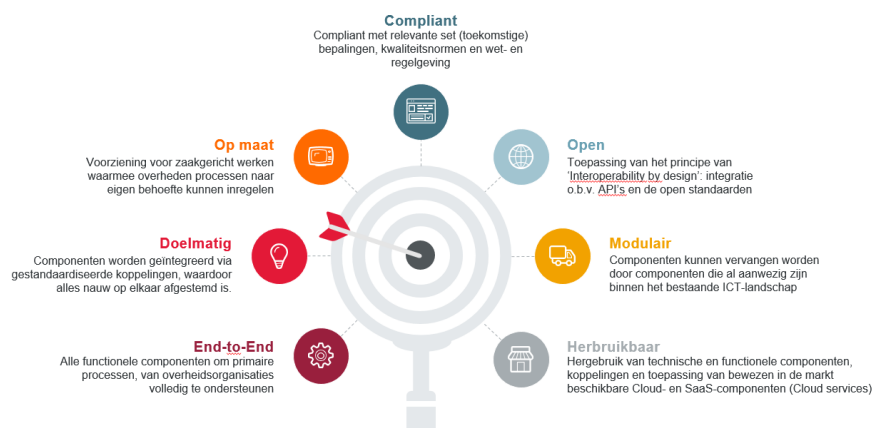 Compliant
Compliant met relevante set (toekomstige)
bepalingen, kwaliteitsnormen en wet- en
regelgeving
Op maat
Voorziening voor zaakgericht werken
waarmee overheden processen naar
eigen behoefte kunnen inregelen
Open
Toepassing van het principe van
'Interoperability by design': integratie
o.b.v. API's en de open standaarden
Doelmatig
Componenten worden geïntegreerd via
gestandaardiseerde koppelingen, waardoor
alles nauw op elkaar afgestemd is.
Modulair
Componenten kunnen vervangen worden
door componenten die al aanwezig zijn
binnen het bestaande ICT-landschap
End-to-End
Alle functionele componenten om primaire
processen, van overheidsorganisaties
volledig te ondersteunen
Herbruikbaar
Hergebruik van technische en functionele componenten,
koppelingen en toepassing van bewezen in de markt
beschikbare Cloud- en SaaS-componenten (Cloud services)